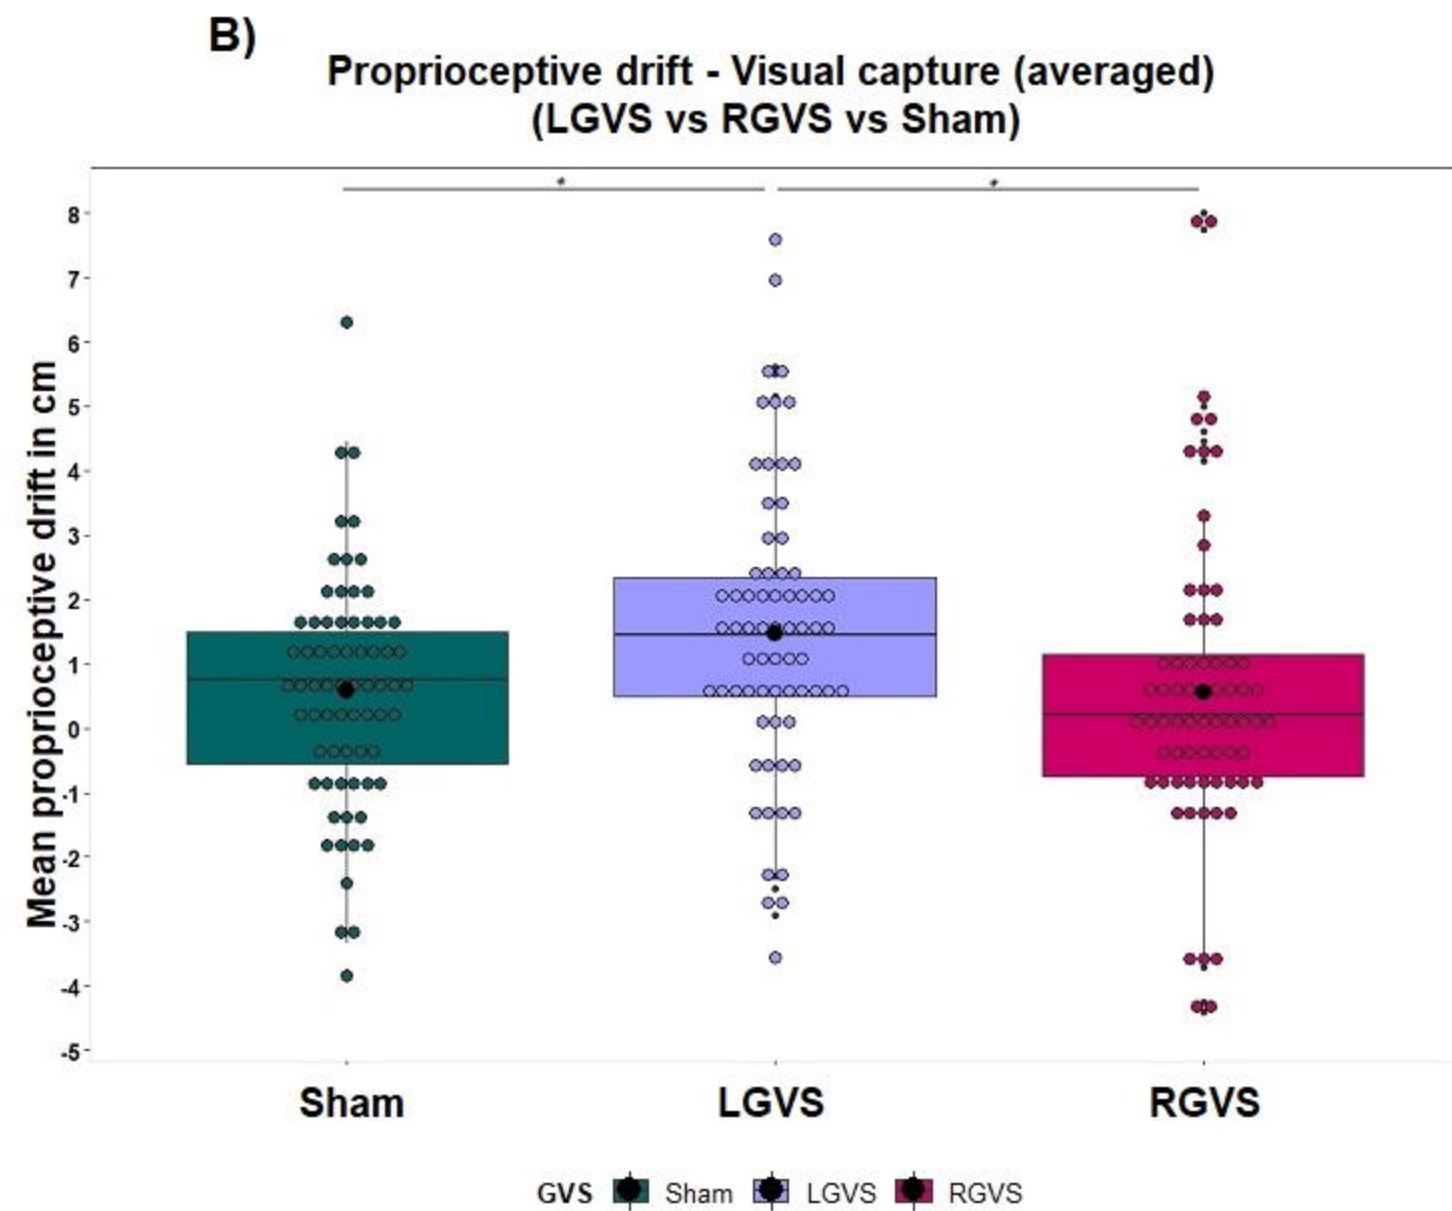 B)
Proprioceptive drift - Visual capture (averaged)
(LGVS vs RGVS vs Sham)
* *
Mean proprioceptive drift in cm
8
7
6
5
4
3
2
1
0
-1
-2
-3
-4
-5
Sham LGVS RGVS
GVS Sham LGVS RGVS